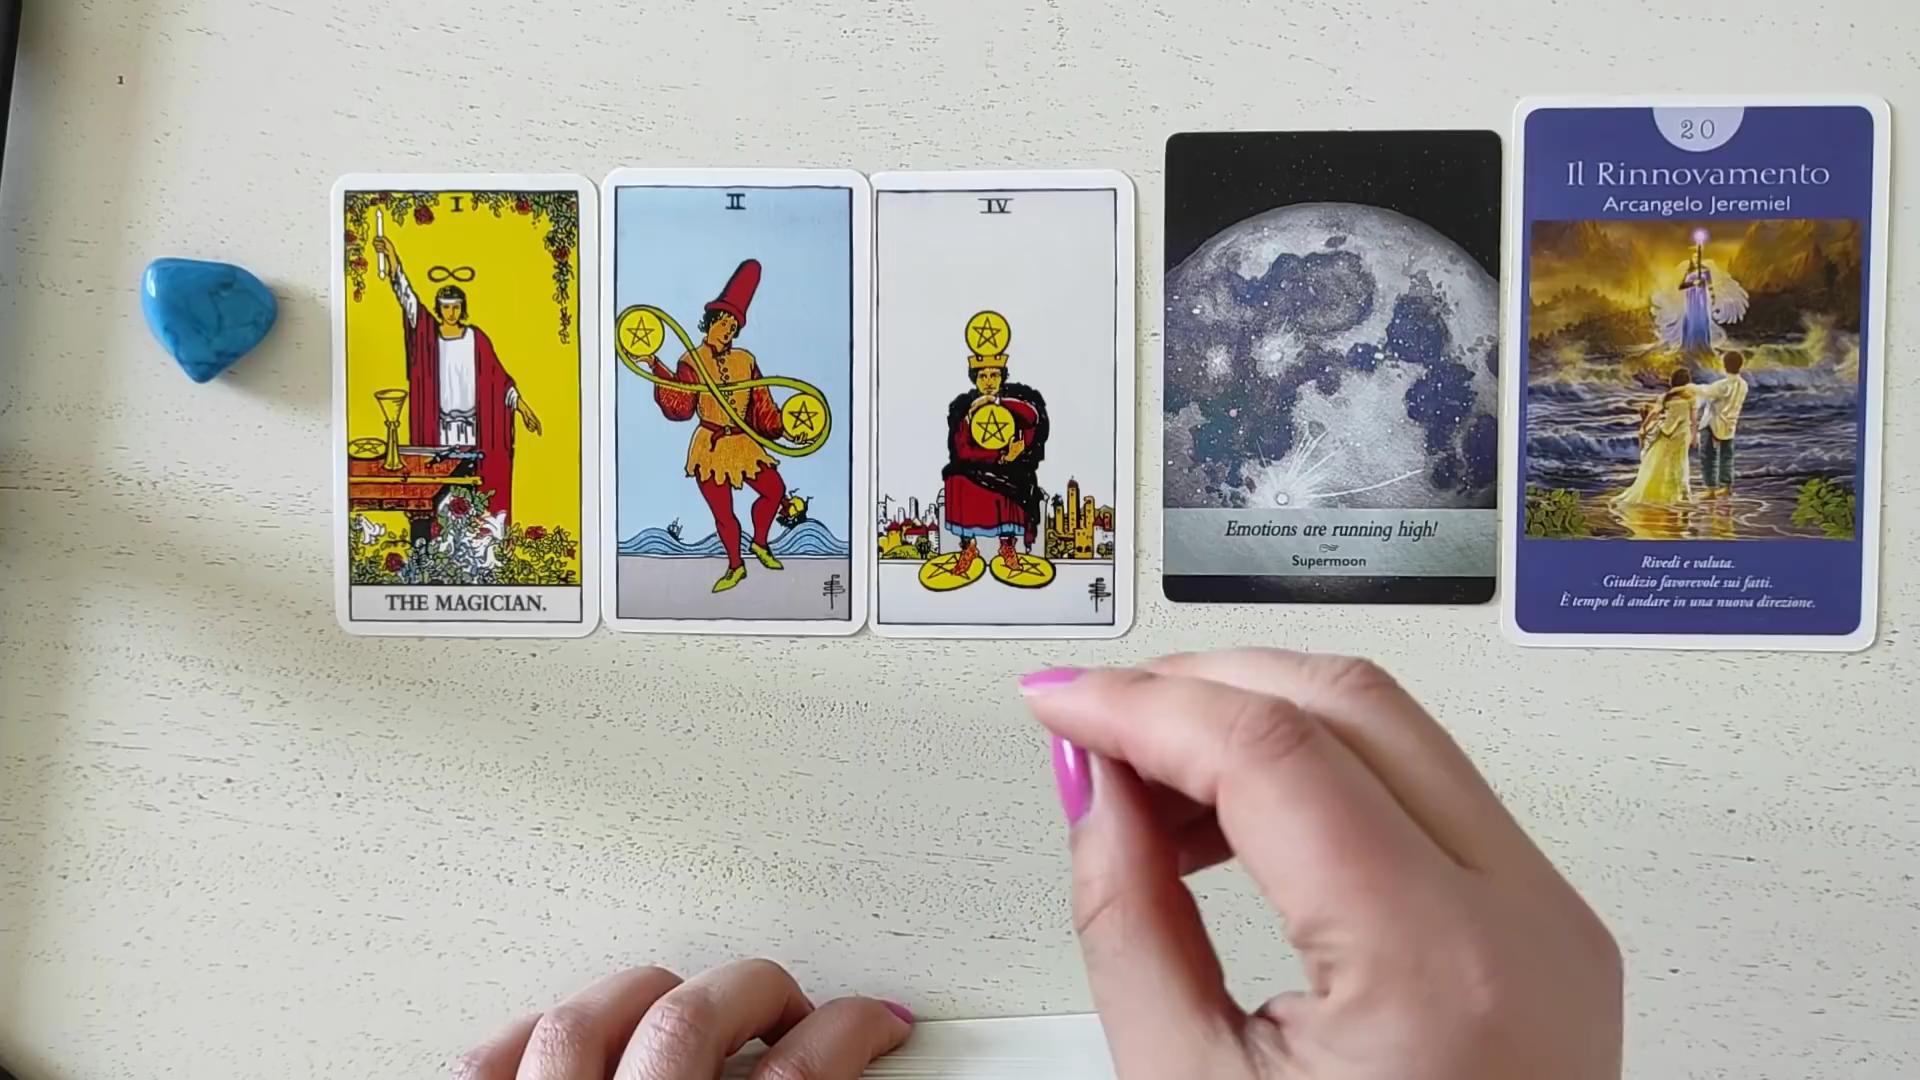 1
I
THE MAGICIAN.
II
IV
Emotions are running high!
Supermoon
20
Il Rinnovamento
Arcangelo Jeremiel
Rivedi e valuta.
Giudizio favorevole sui fatti.
È tempo di andare in una nuova direzione.